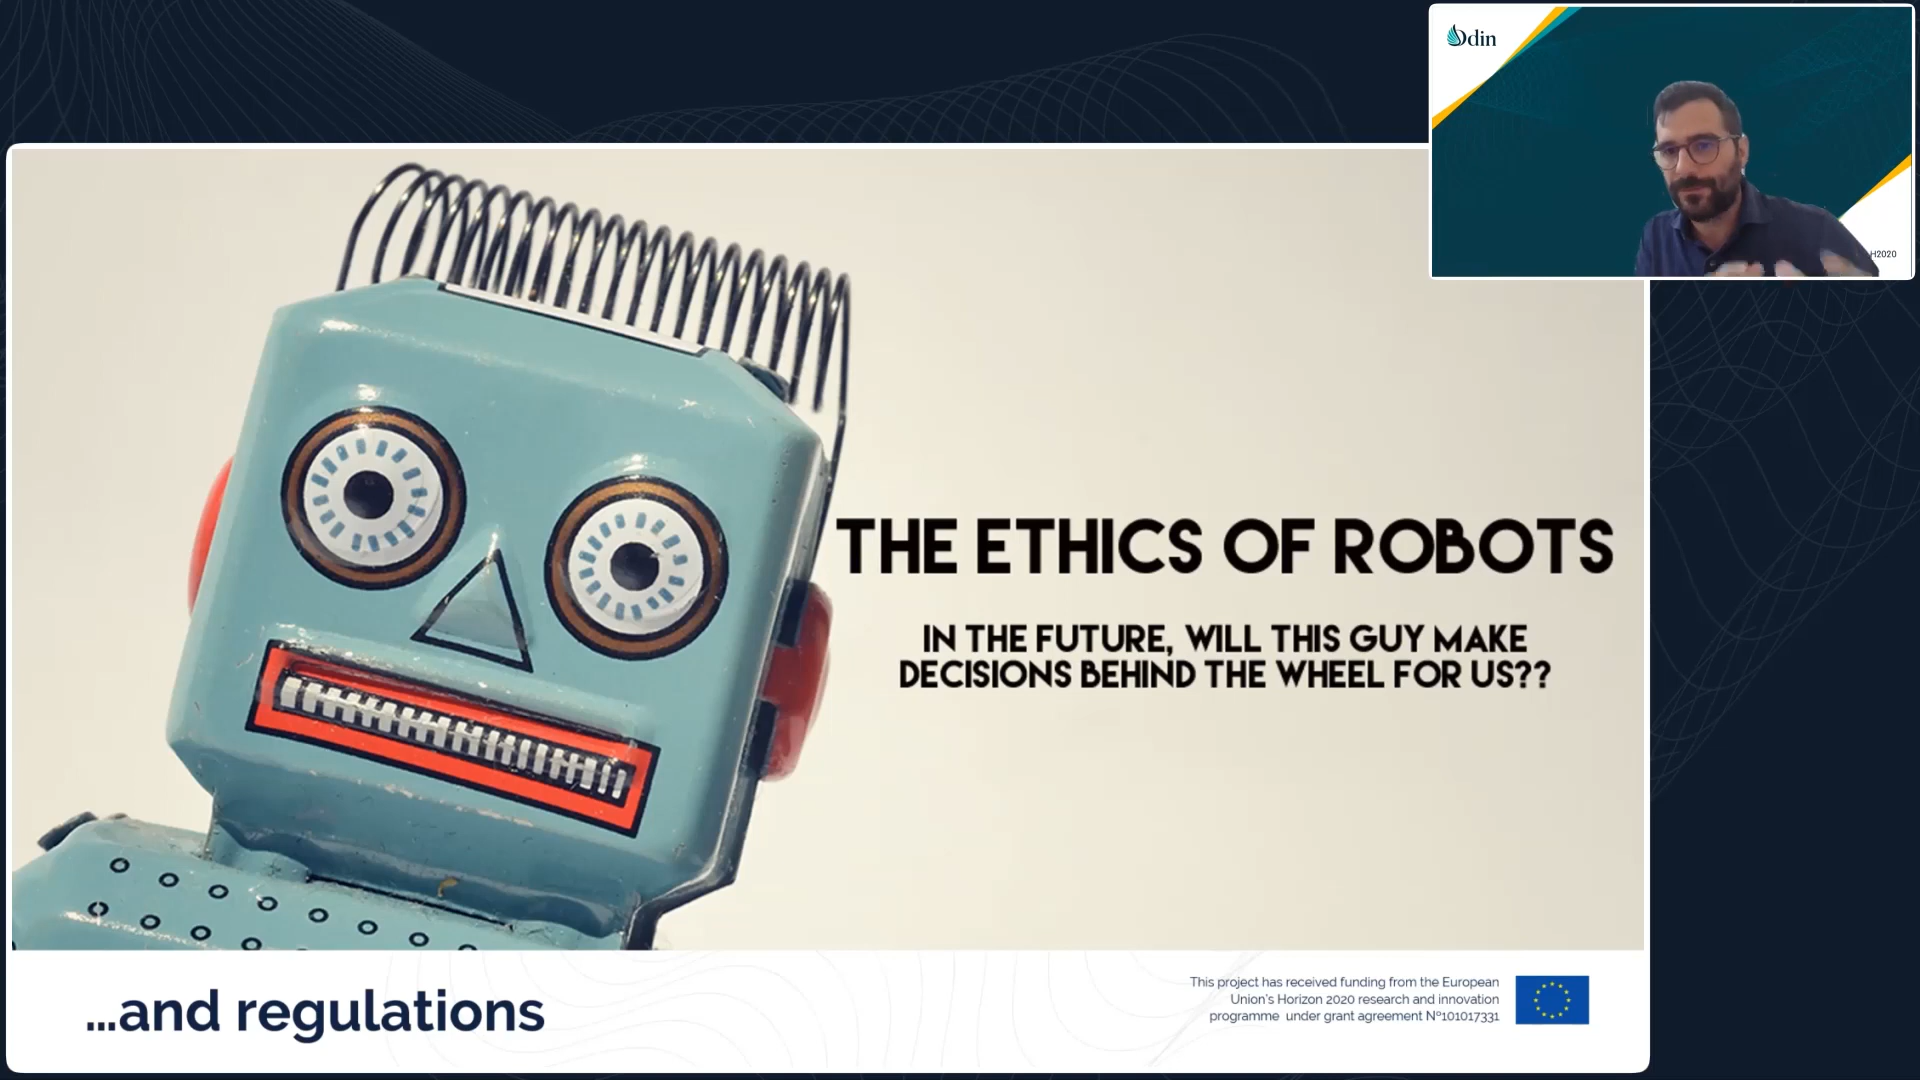 Odin
H2020
THE ETHICS OF ROBOTS
IN THE FUTURE, WILL THIS GUY MAKE
DECISIONS BEHIND THE WHEEL FOR US??
...and regulations
This project has received funding from the European
Union's Horizon 2020 research and innovation
programme under grant agreement Nº101017331